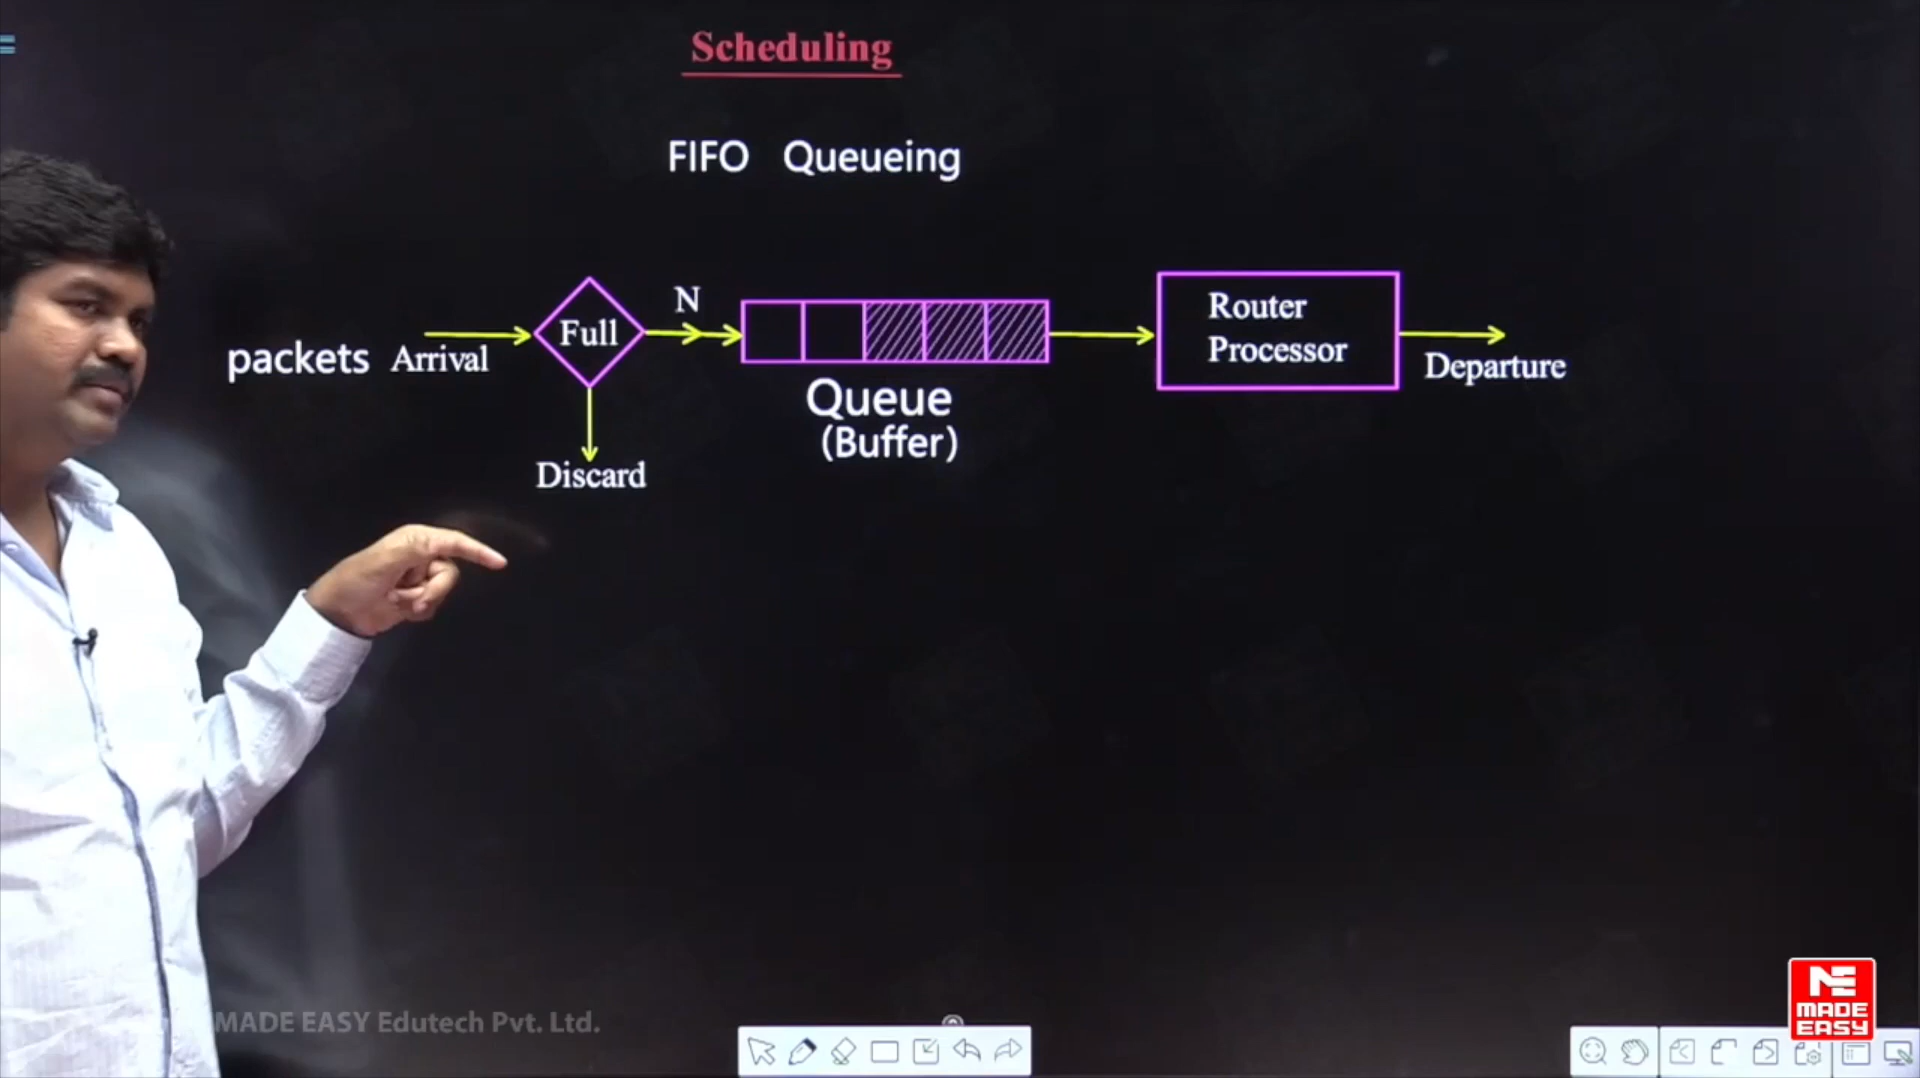 Scheduling
FIFO Queueing
packets Arrival
Full
N
Discard
Queue
(Buffer)
Router
Processor
Departure
MADE EASY Edutech Pvt. Ltd.
MADE
EASY